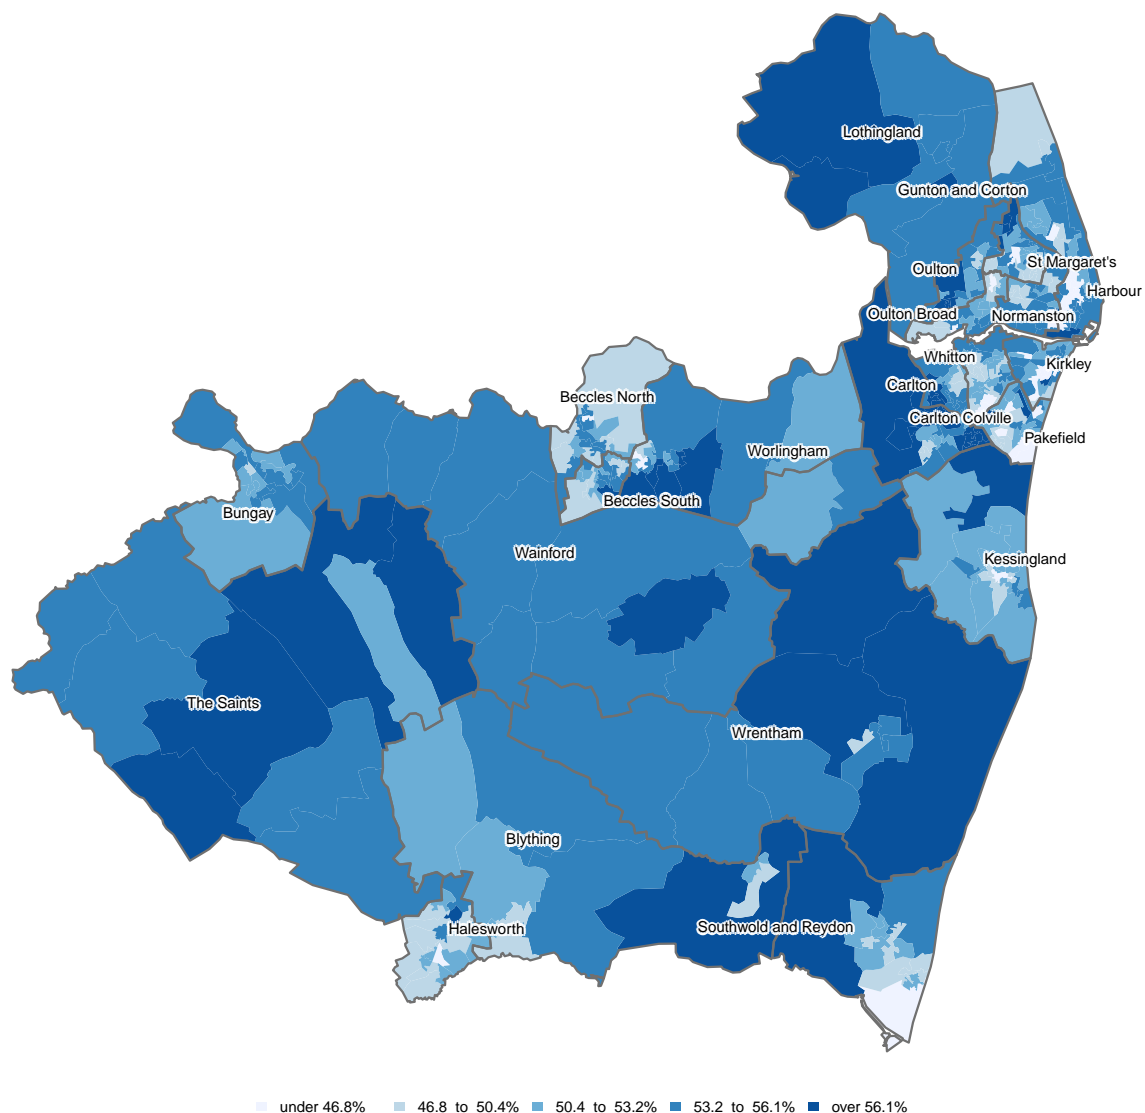 Lothingland
Gunton and Corton
St Margaret's
Oulton
Harbour
Oulton Broad
Normanston
Whitton
Kirkley
Carlton
Beccles North
Carlton Colville
Pakefield
Worlingham
Beccles South
Bungay
Wainford
Kessingland
The Saints
Wrentham
Blything
Halesworth
Southwold and Reydon
under 46.8% 46.8 to 50.4% 50.4 to 53.2% 53.2 to 56.1% over 56.1%